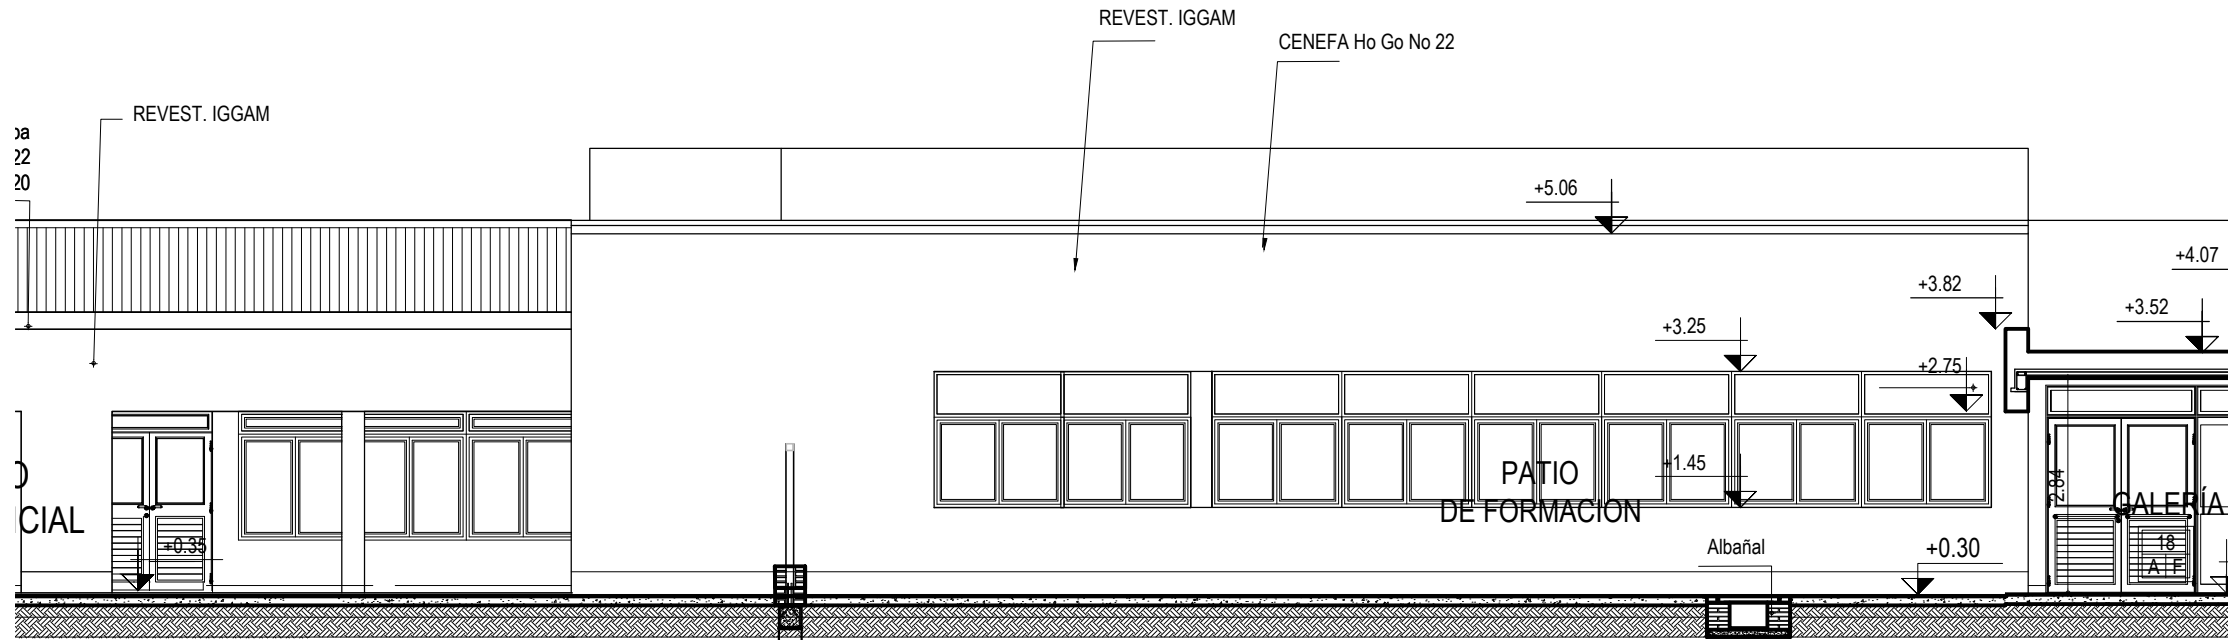 REVEST. IGGAM
CENEFA Ho Go No 22
REVEST. IGGAM
22
20
+5.06
+4.07
+3.82
+3.52
+3.25
+2.75
PATIO
DE FORMACION
+1.45
2.84
CIAL
GALERÍA
+0.35
Albañal
+0.30
18
A F